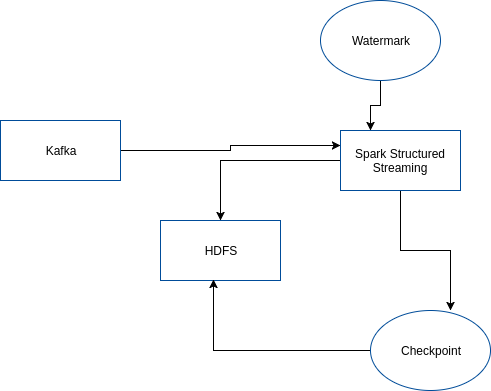 Watermark
Kafka
Spark Structured
Streaming
HDFS
Checkpoint